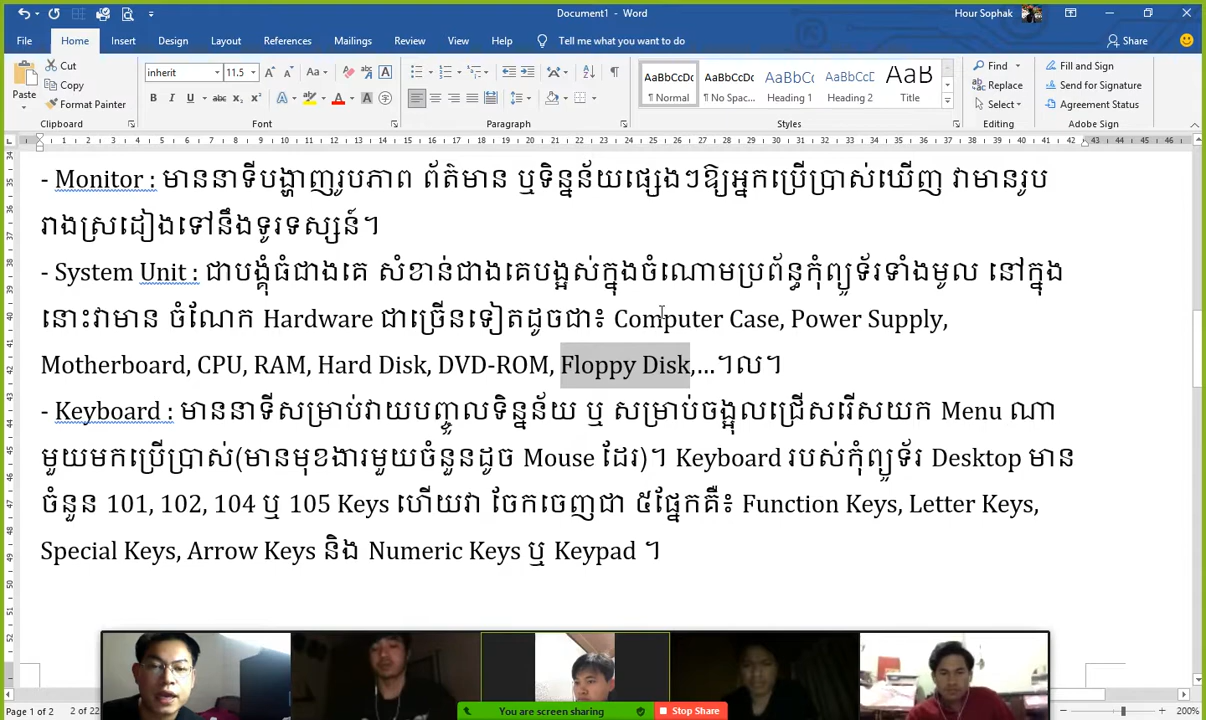 Document1 - Word
Hour Sophak
File Home Insert Design Layout References Mailings Review View Help Tell me what you want to do Share
Cut
Copy
Format Painter
Paste
Clipboard
inherit 11.5
Font
Paragraph
AaBbCcDc AaBbCcDc AaBbCcD AaBbCcD AaB
¶ Normal ¶ No Spac... Heading 1 Heading 2 Title
Styles
Find
Replace
Select
Editing
Fill and Sign
Send for Signature
Agreement Status
Adobe Sign
- Monitor : មាននាទីបង្ហាញរូបភាព ព័ត៌មាន ឬទិន្នន័យផ្សេងៗឱ្យអ្នកប្រើប្រាស់ឃើញ វាមានរូប
រាងស្រដៀងទៅនឹងទូរទស្សន៍។
- System Unit : ជាបង្គុំធំជាងគេ សំខាន់ជាងគេបង្អស់ក្នុងចំណោមប្រព័ន្ធកុំព្យូទ័រទាំងមូល នៅក្នុង
នោះវាមាន ចំណែក Hardware ជាច្រើនទៀតដូចជា៖ Computer Case, Power Supply,
Motherboard, CPU, RAM, Hard Disk, DVD-ROM, Floppy Disk,...។ល។
- Keyboard : មាននាទីសម្រាប់វាយបញ្ចូលទិន្នន័យ ឬ សម្រាប់ចង្អុលជ្រើសរើសយក Menu ណា
មួយមកប្រើប្រាស់(មានមុខងារមួយចំនួនដូច Mouse ដែរ)។ Keyboard របស់កុំព្យូទ័រ Desktop មាន
ចំនួន 101, 102, 104 ឬ 105 Keys ហើយវា ចែកចេញជា ៥ផ្នែកគឺ៖ Function Keys, Letter Keys,
Special Keys, Arrow Keys និង Numeric Keys ឬ Keypad ។
You are screen sharing Stop Share
Page 1 of 2 2 of 22 200%